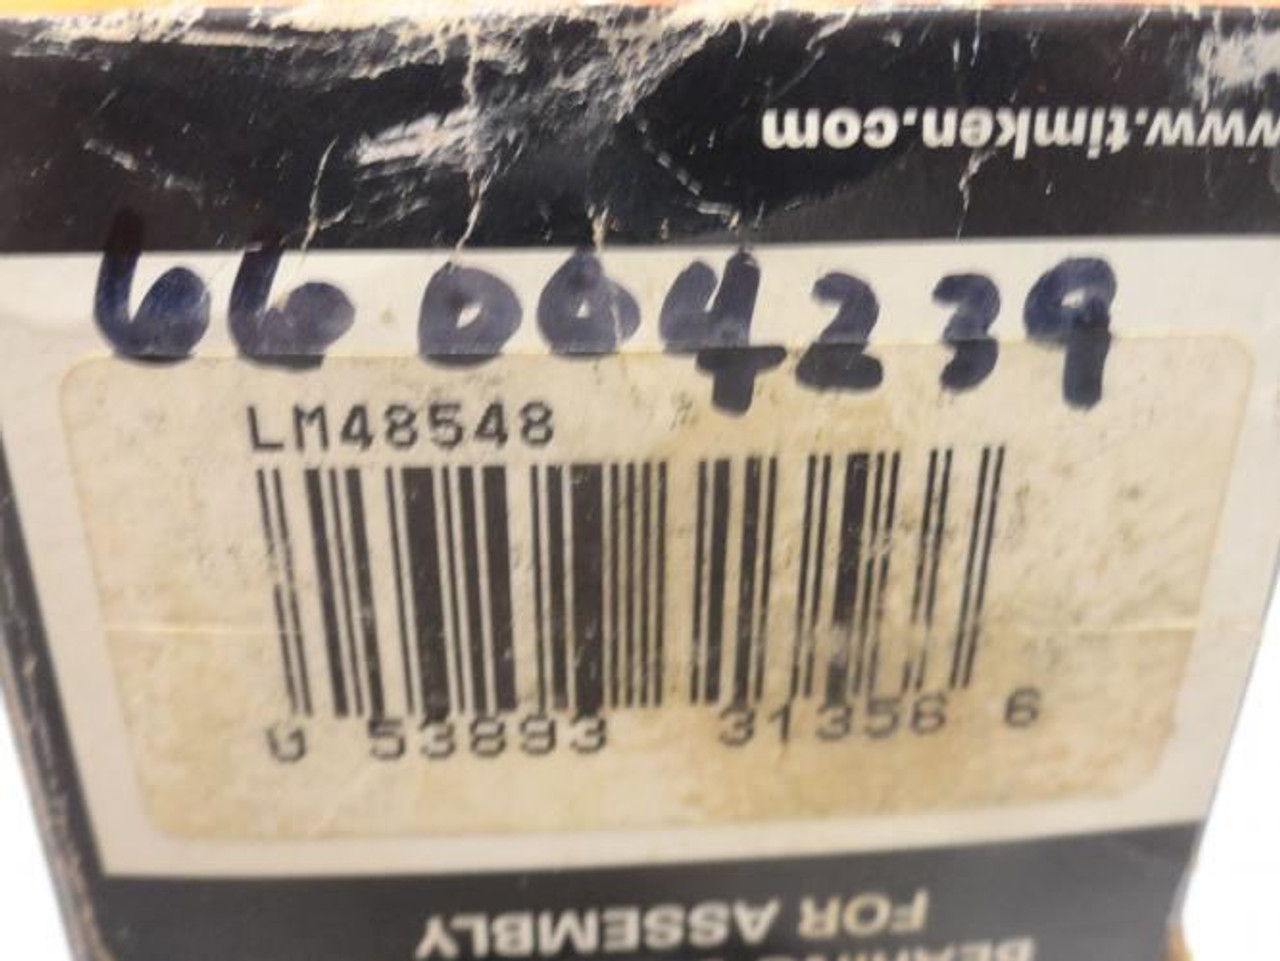 www.timken.com
66004239
LM48548
0 53893 31356 6
FOR ASSEMBLY